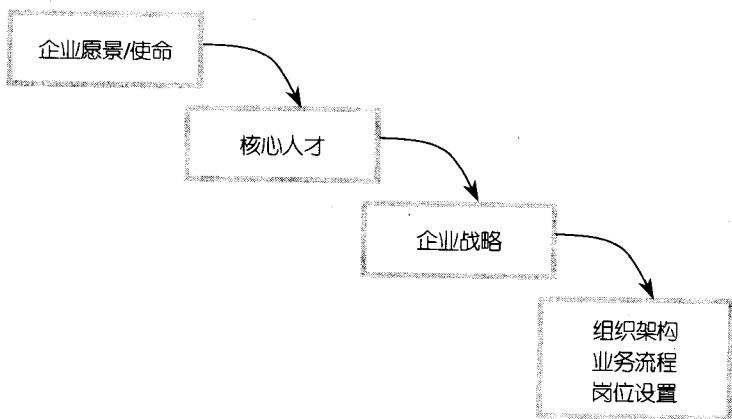 企业愿景/使命
核心人才
企业战略
组织架构
业务流程
岗位设置